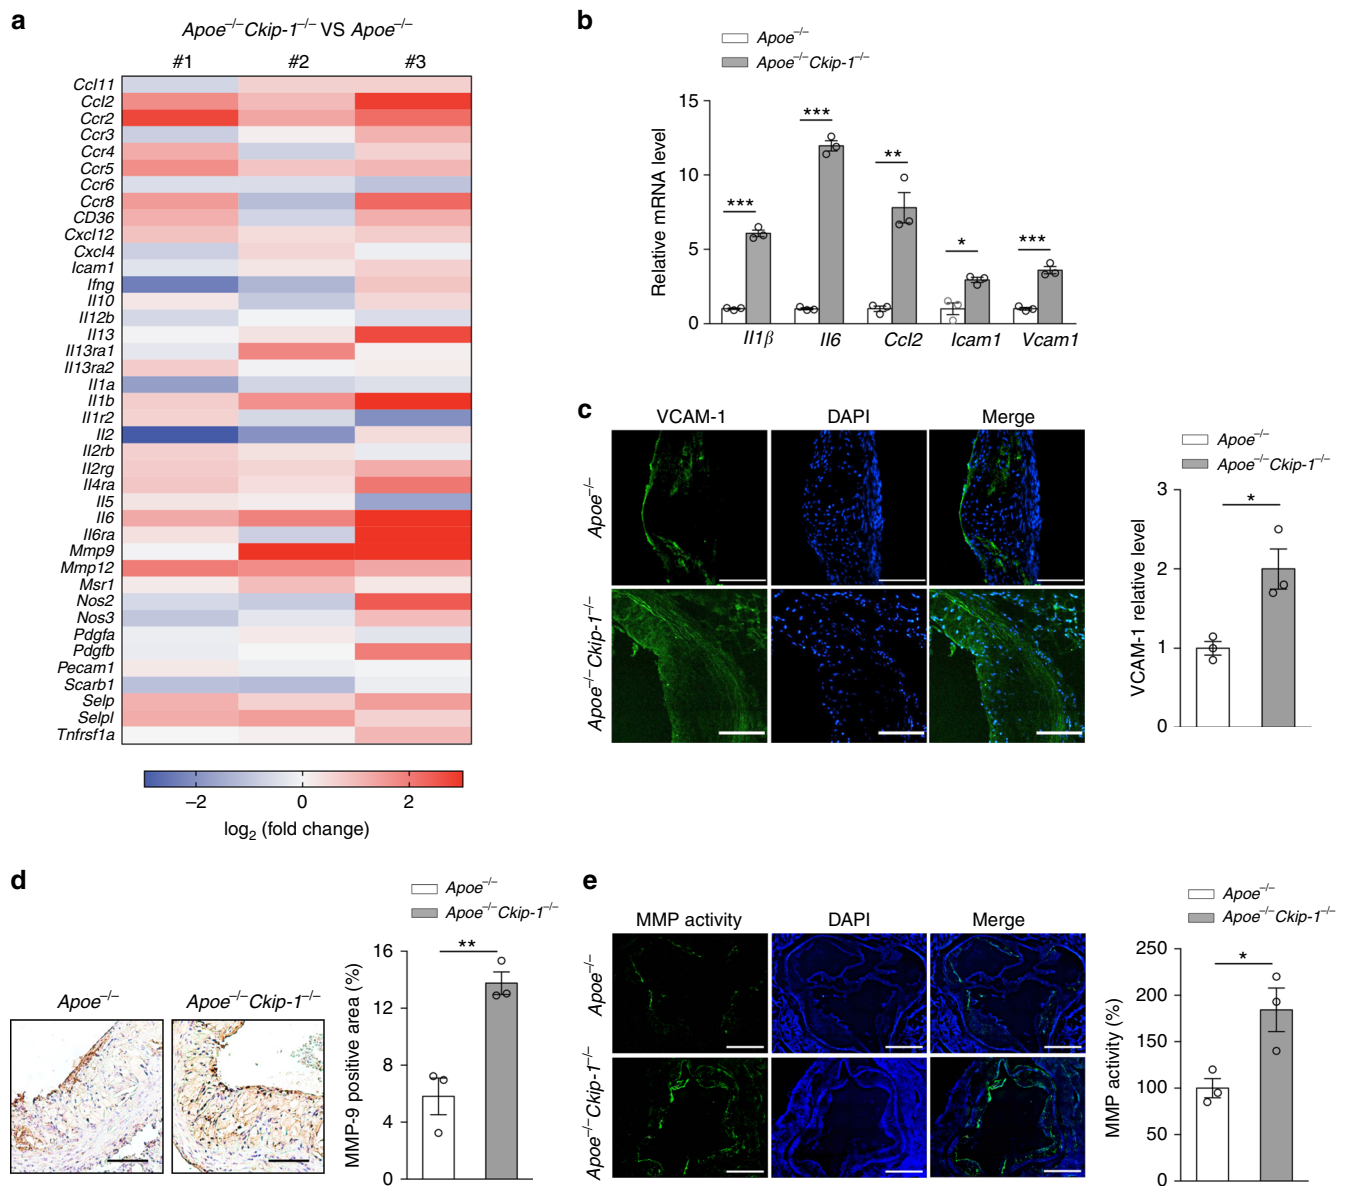 a
Apoe⁻/⁻Ckip-1⁻/⁻ VS Apoe⁻/⁻
#1 #2 #3
Ccl11
Ccl2
Ccr2
Ccr3
Ccr4
Ccr5
Ccr6
Ccr8
CD36
Cxcl12
Cxcl4
Icam1
Ifng
Il10
Il12b
Il13
Il13ra1
Il13ra2
Il1a
Il1b
Il1r2
Il2
Il2rb
Il2rg
Il4ra
Il5
Il6
Il6ra
Mmp9
Mmp12
Msr1
Nos2
Nos3
Pdgfa
Pdgfb
Pecam1
Scarb1
Selp
Selpl
Tnfrsf1a
–2 0 2
log₂ (fold change)
b
Apoe⁻/⁻
Apoe⁻/⁻Ckip-1⁻/⁻
Relative mRNA level
15
10
5
0
*** *** ** * ***
Il1β Il6 Ccl2 Icam1 Vcam1
c
VCAM-1 DAPI Merge
Apoe⁻/⁻
Apoe⁻/⁻Ckip-1⁻/⁻
Apoe⁻/⁻
Apoe⁻/⁻Ckip-1⁻/⁻
VCAM-1 relative level
3
2
1
0
*
d
Apoe⁻/⁻ Apoe⁻/⁻Ckip-1⁻/⁻
Apoe⁻/⁻
Apoe⁻/⁻Ckip-1⁻/⁻
MMP-9 positive area (%)
16
12
8
4
0
**
e
MMP activity DAPI Merge
Apoe⁻/⁻
Apoe⁻/⁻Ckip-1⁻/⁻
Apoe⁻/⁻
Apoe⁻/⁻Ckip-1⁻/⁻
MMP activity (%)
250
200
150
100
50
0
*